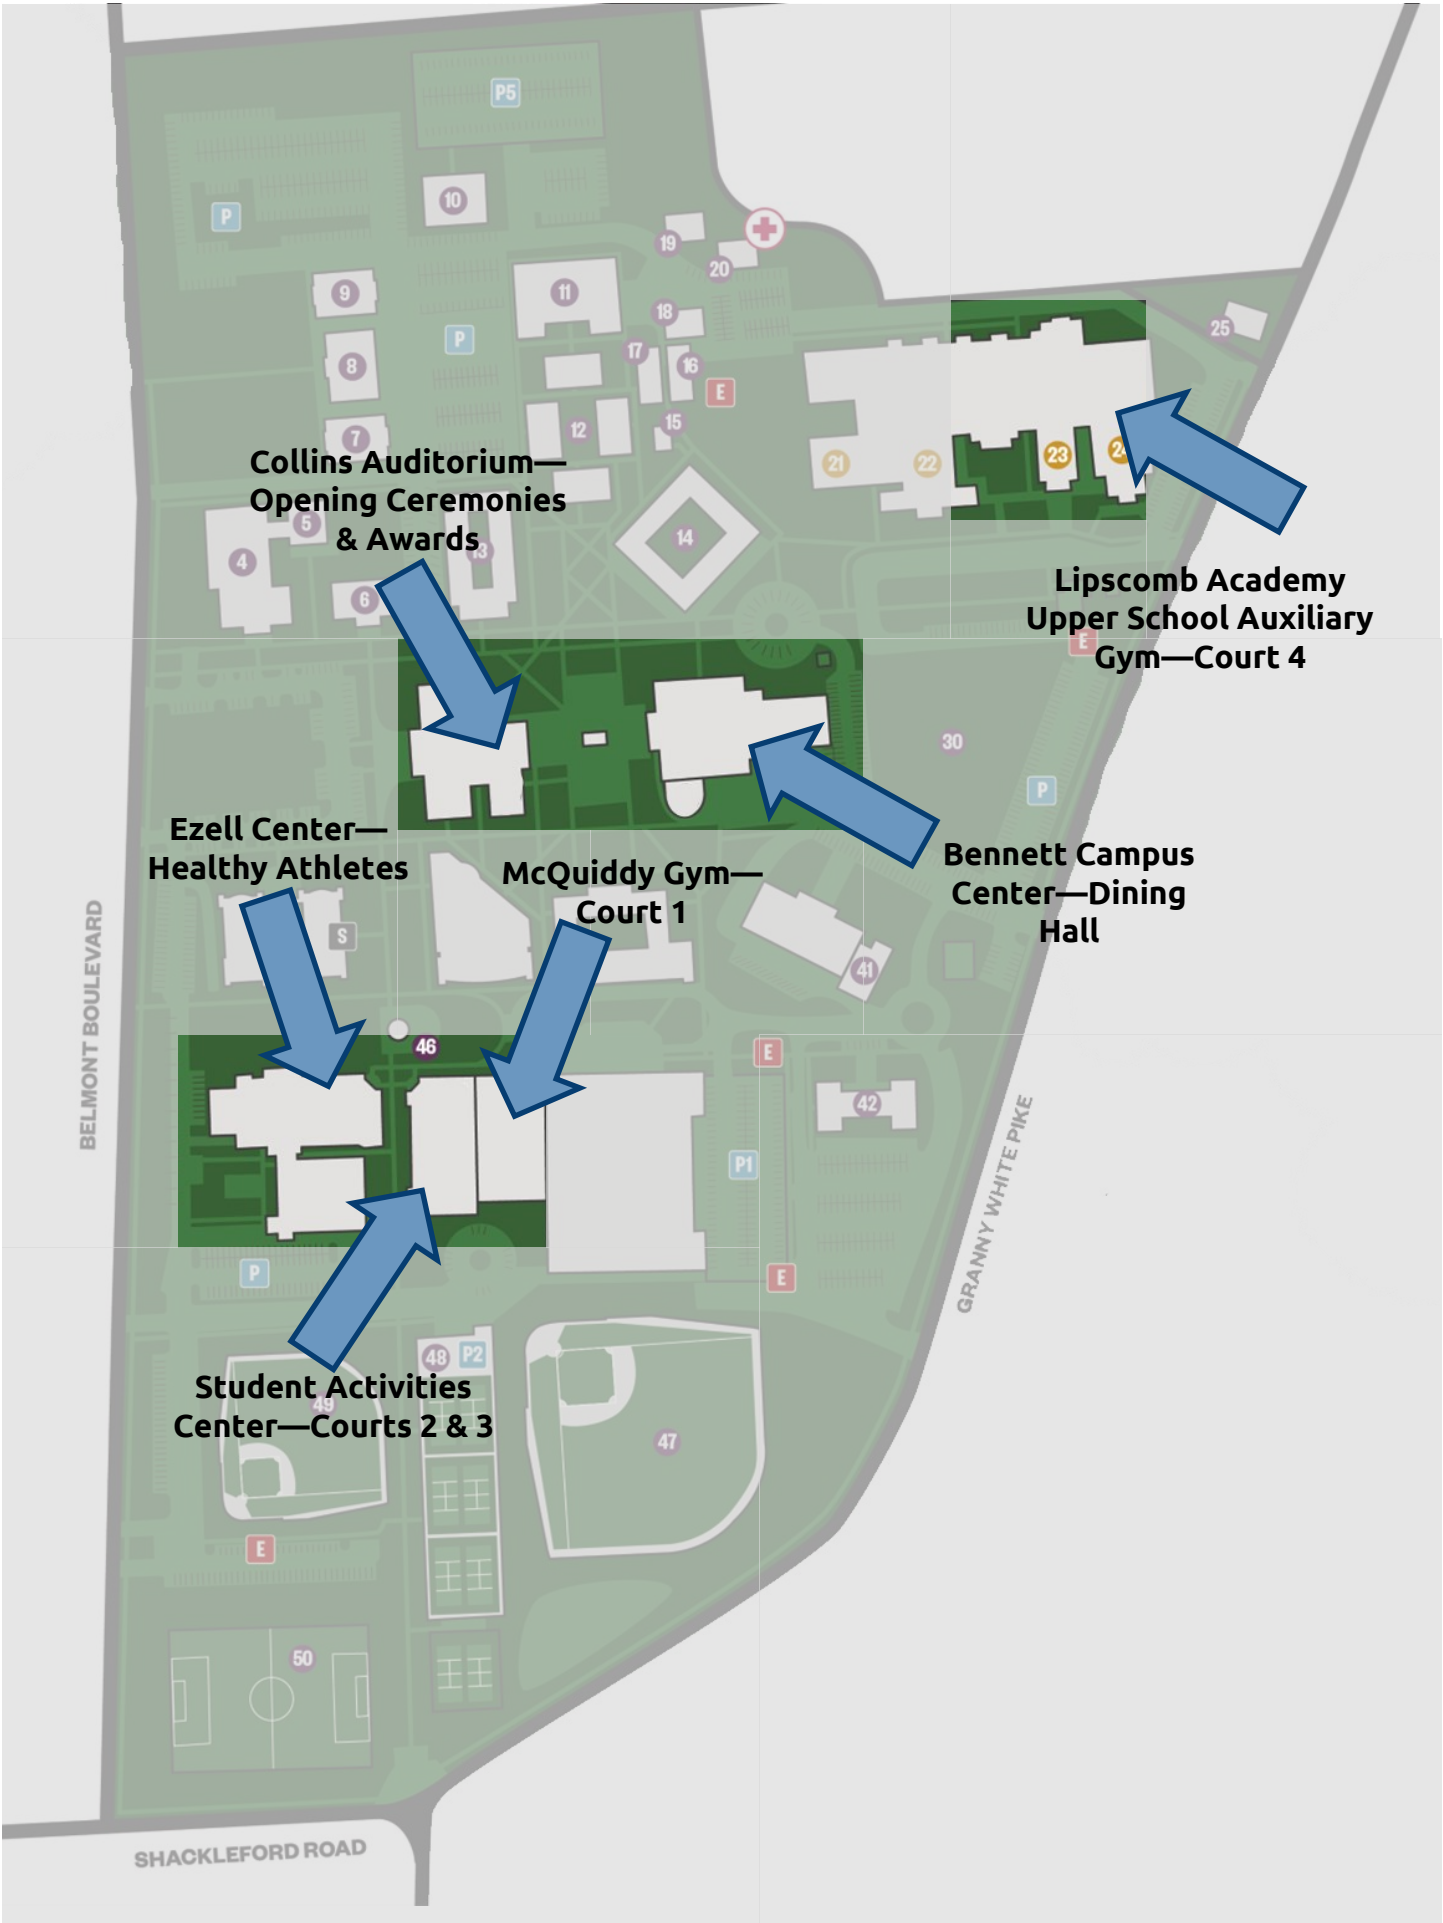 P5
10
P
19
20
9
11
18
25
P
17
16
8
E
15
12
7
21
22
23
Collins Auditorium—
Opening Ceremonies
& Awards
5
13
14
4
6
Lipscomb Academy
Upper School Auxiliary
Gym—Court 4
E
30
P
Ezell Center—
Healthy Athletes
McQuiddy Gym—
Court 1
Bennett Campus
Center—Dining
Hall
S
41
BELMONT BOULEVARD
46
E
42
P1
GRANNY WHITE PIKE
P
E
48
P2
Student Activities
Center—Courts 2 & 3
49
47
E
50
SHACKLEFORD ROAD